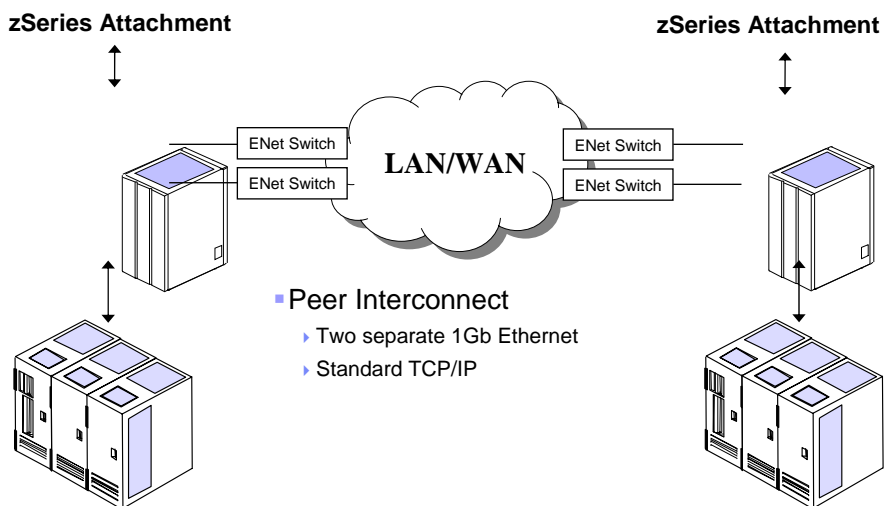 zSeries Attachment
zSeries Attachment
ENet Switch
ENet Switch
LAN/WAN
ENet Switch
ENet Switch
Peer Interconnect
Two separate 1Gb Ethernet
Standard TCP/IP